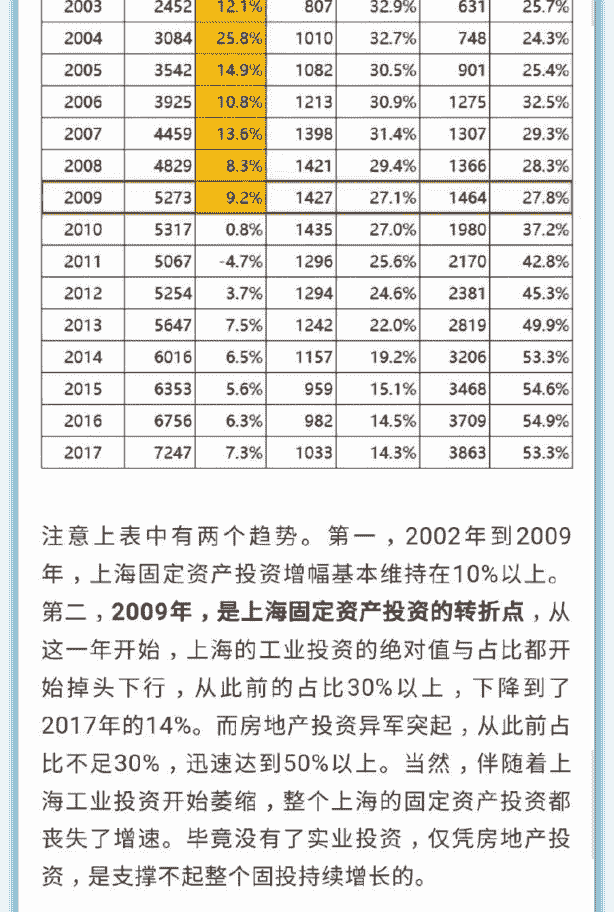 2003 2452 12.1% 807 32.9% 631 25.7%
2004 3084 25.8% 1010 32.7% 748 24.3%
2005 3542 14.9% 1082 30.5% 901 25.4%
2006 3925 10.8% 1213 30.9% 1275 32.5%
2007 4459 13.6% 1398 31.4% 1307 29.3%
2008 4829 8.3% 1421 29.4% 1366 28.3%
2009 5273 9.2% 1427 27.1% 1464 27.8%
2010 5317 0.8% 1435 27.0% 1980 37.2%
2011 5067 -4.7% 1296 25.6% 2170 42.8%
2012 5254 3.7% 1294 24.6% 2381 45.3%
2013 5647 7.5% 1242 22.0% 2819 49.9%
2014 6016 6.5% 1157 19.2% 3206 53.3%
2015 6353 5.6% 959 15.1% 3468 54.6%
2016 6756 6.3% 982 14.5% 3709 54.9%
2017 7247 7.3% 1033 14.3% 3863 53.3%
注意上表中有两个趋势。第一，2002年到2009
年，上海固定资产投资增幅基本维持在10%以上。
第二，2009年，是上海固定资产投资的转折点，从
这一年开始，上海的工业投资的绝对值与占比都开
始掉头下行，从此前的占比30%以上，下降到了
2017年的14%。而房地产投资异军突起，从此前占
比不足30%，迅速达到50%以上。当然，伴随着上
海工业投资开始萎缩，整个上海的固定资产投资都
丧失了增速。毕竟没有了实业投资，仅凭房地产投
资，是支撑不起整个固投持续增长的。